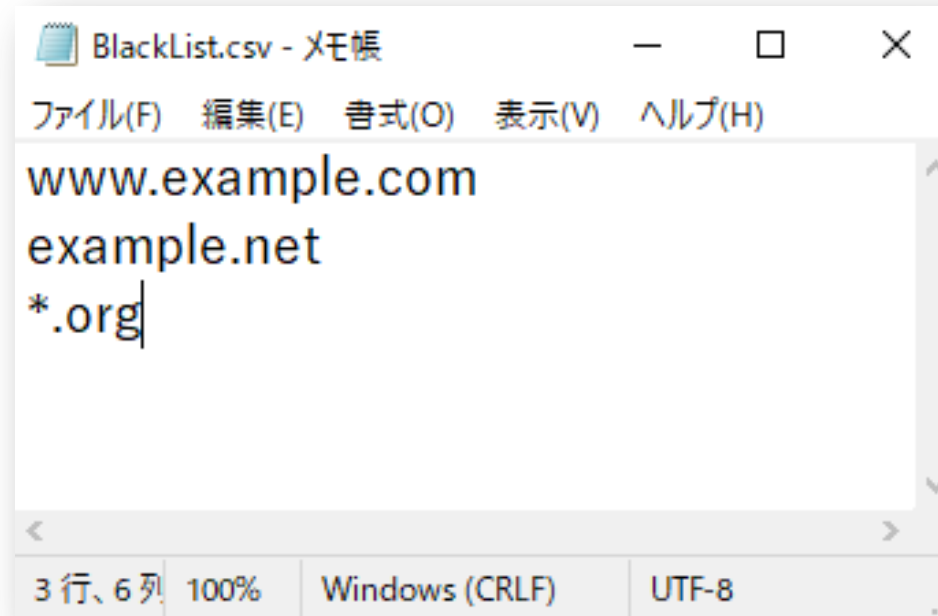 BlackList.csv - メモ帳
ファイル(F) 編集(E) 書式(O) 表示(V) ヘルプ(H)
www.example.com
example.net
*.org
3 行、6 列 100% Windows (CRLF) UTF-8